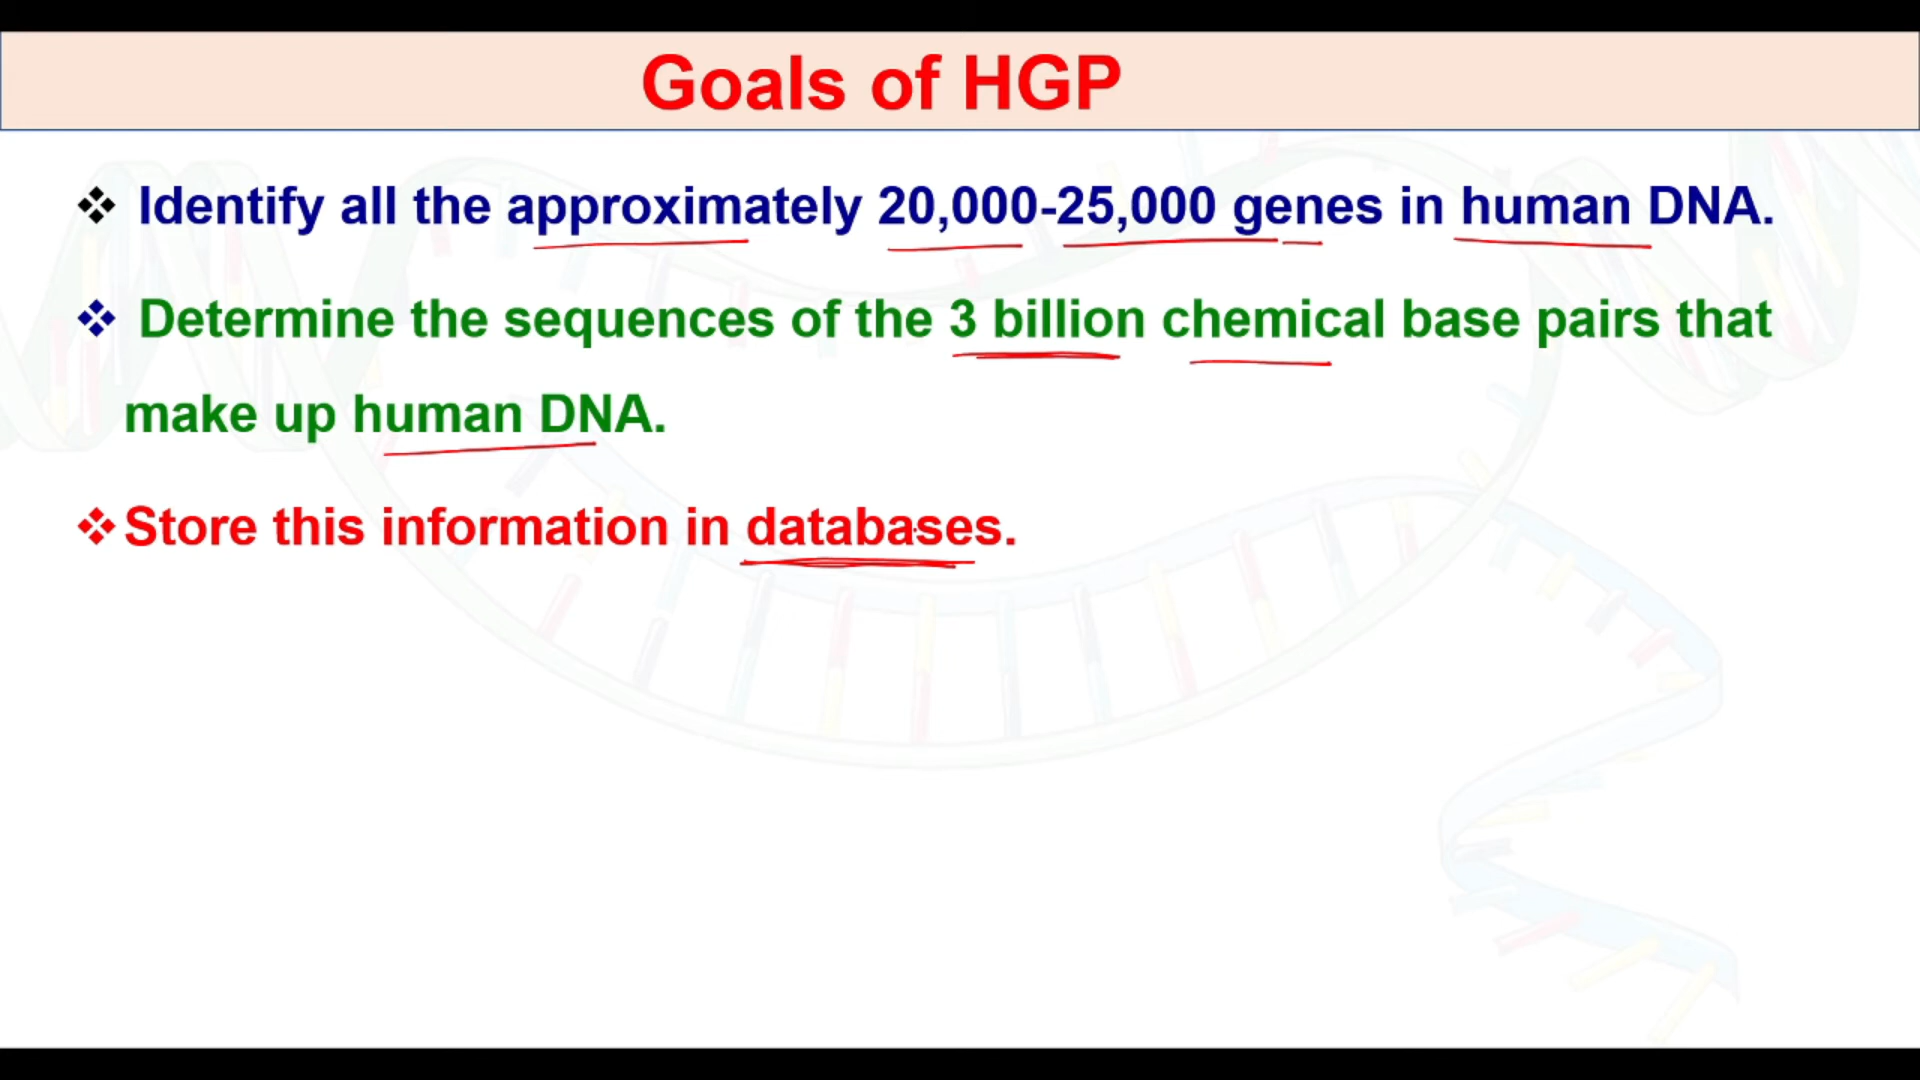 Goals of HGP
❖ Identify all the approximately 20,000-25,000 genes in human DNA.
❖ Determine the sequences of the 3 billion chemical base pairs that
make up human DNA.
❖ Store this information in databases.